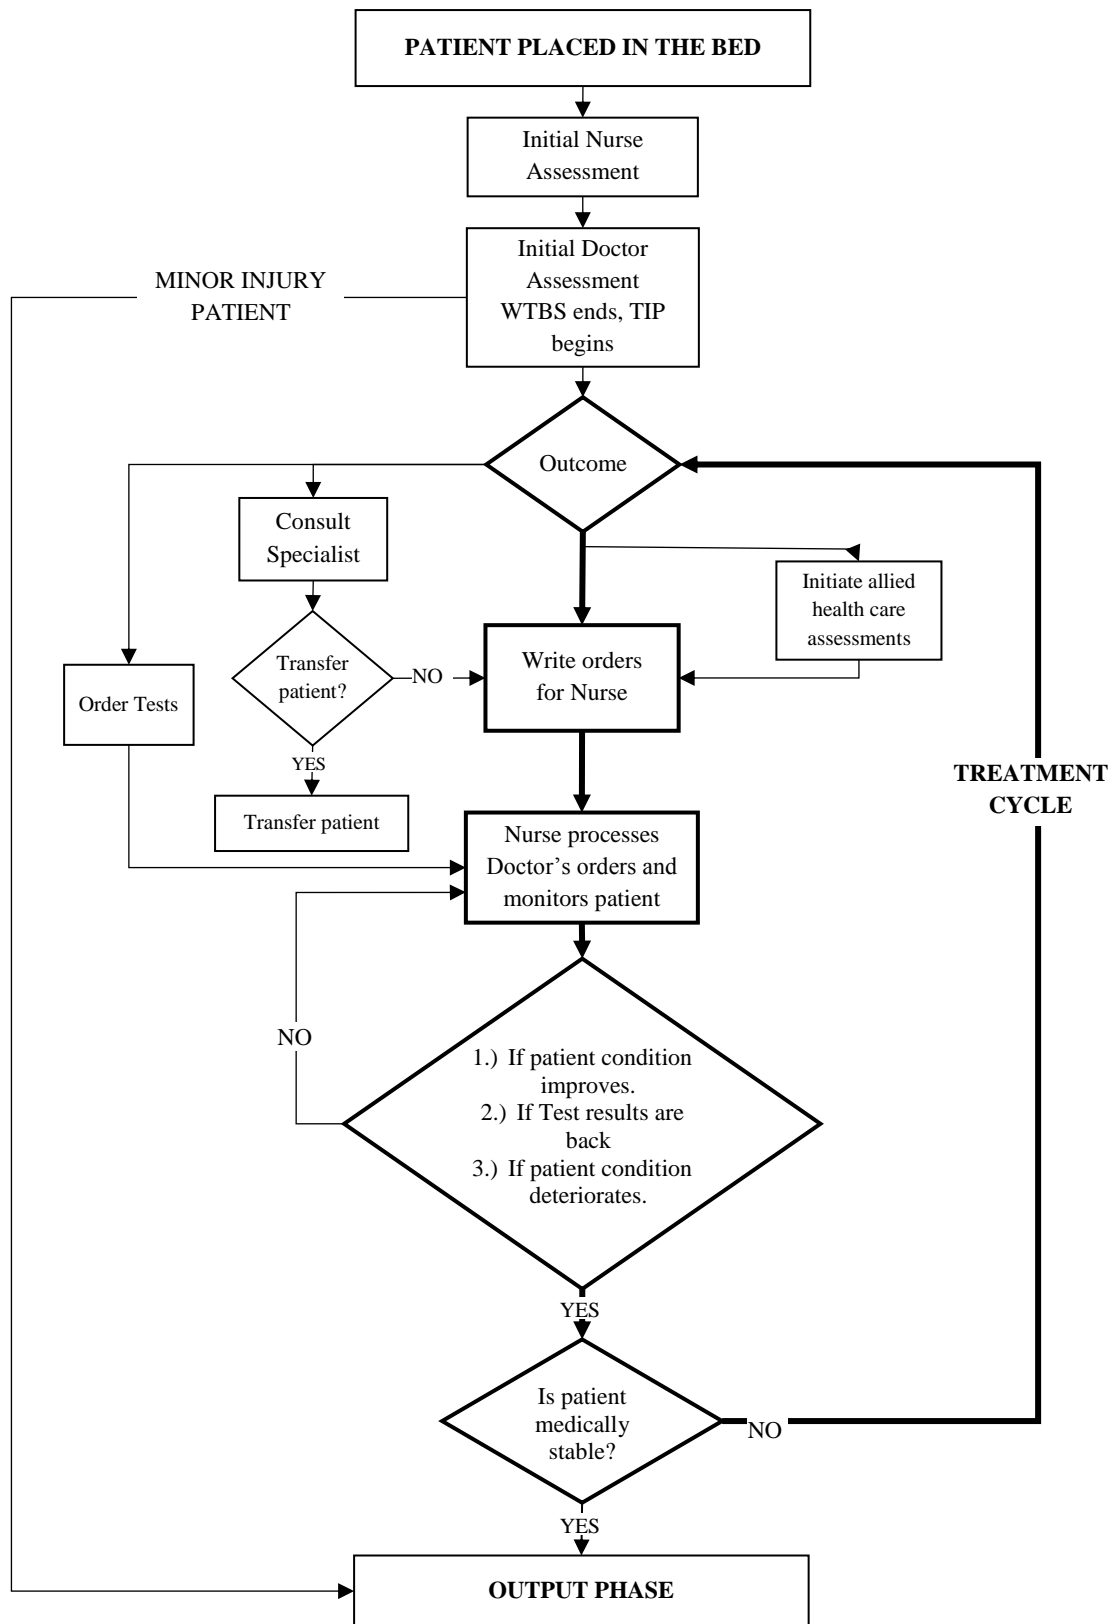 PATIENT PLACED IN THE BED
Initial Nurse
Assessment
Initial Doctor
Assessment
WTBS ends, TIP
begins
MINOR INJURY
PATIENT
Outcome
Consult
Specialist
Initiate allied
health care
assessments
Transfer
patient?
NO
Write orders
for Nurse
Order Tests
YES
Transfer patient
TREATMENT
CYCLE
Nurse processes
Doctor’s orders and
monitors patient
NO
1.) If patient condition
improves.
2.) If Test results are
back
3.) If patient condition
deteriorates.
YES
Is patient
medically
stable?
NO
YES
OUTPUT PHASE